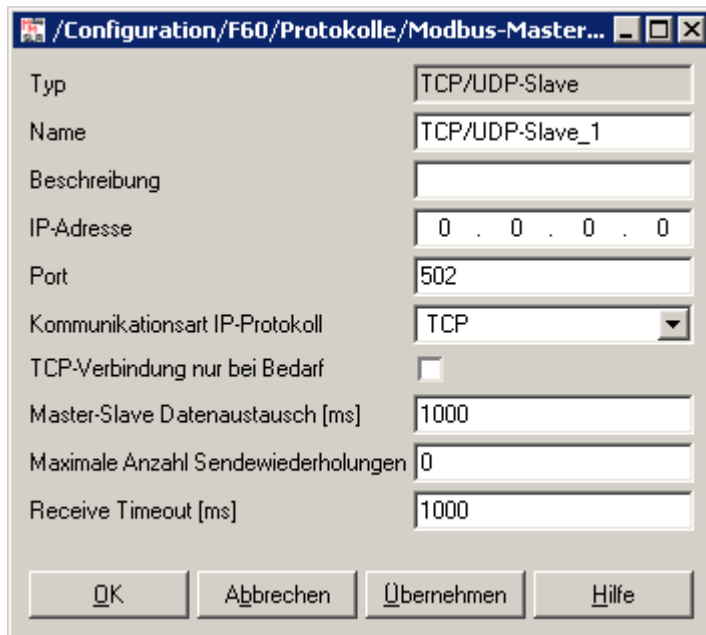 /Configuration/F60/Protokolle/Modbus-Master...
Typ TCP/UDP-Slave
Name TCP/UDP-Slave_1
Beschreibung
IP-Adresse 0 . 0 . 0 . 0
Port 502
Kommunikationsart IP-Protokoll TCP
TCP-Verbindung nur bei Bedarf
Master-Slave Datenaustausch [ms] 1000
Maximale Anzahl Sendewiederholungen 0
Receive Timeout [ms] 1000
OK Abbrechen Übernehmen Hilfe